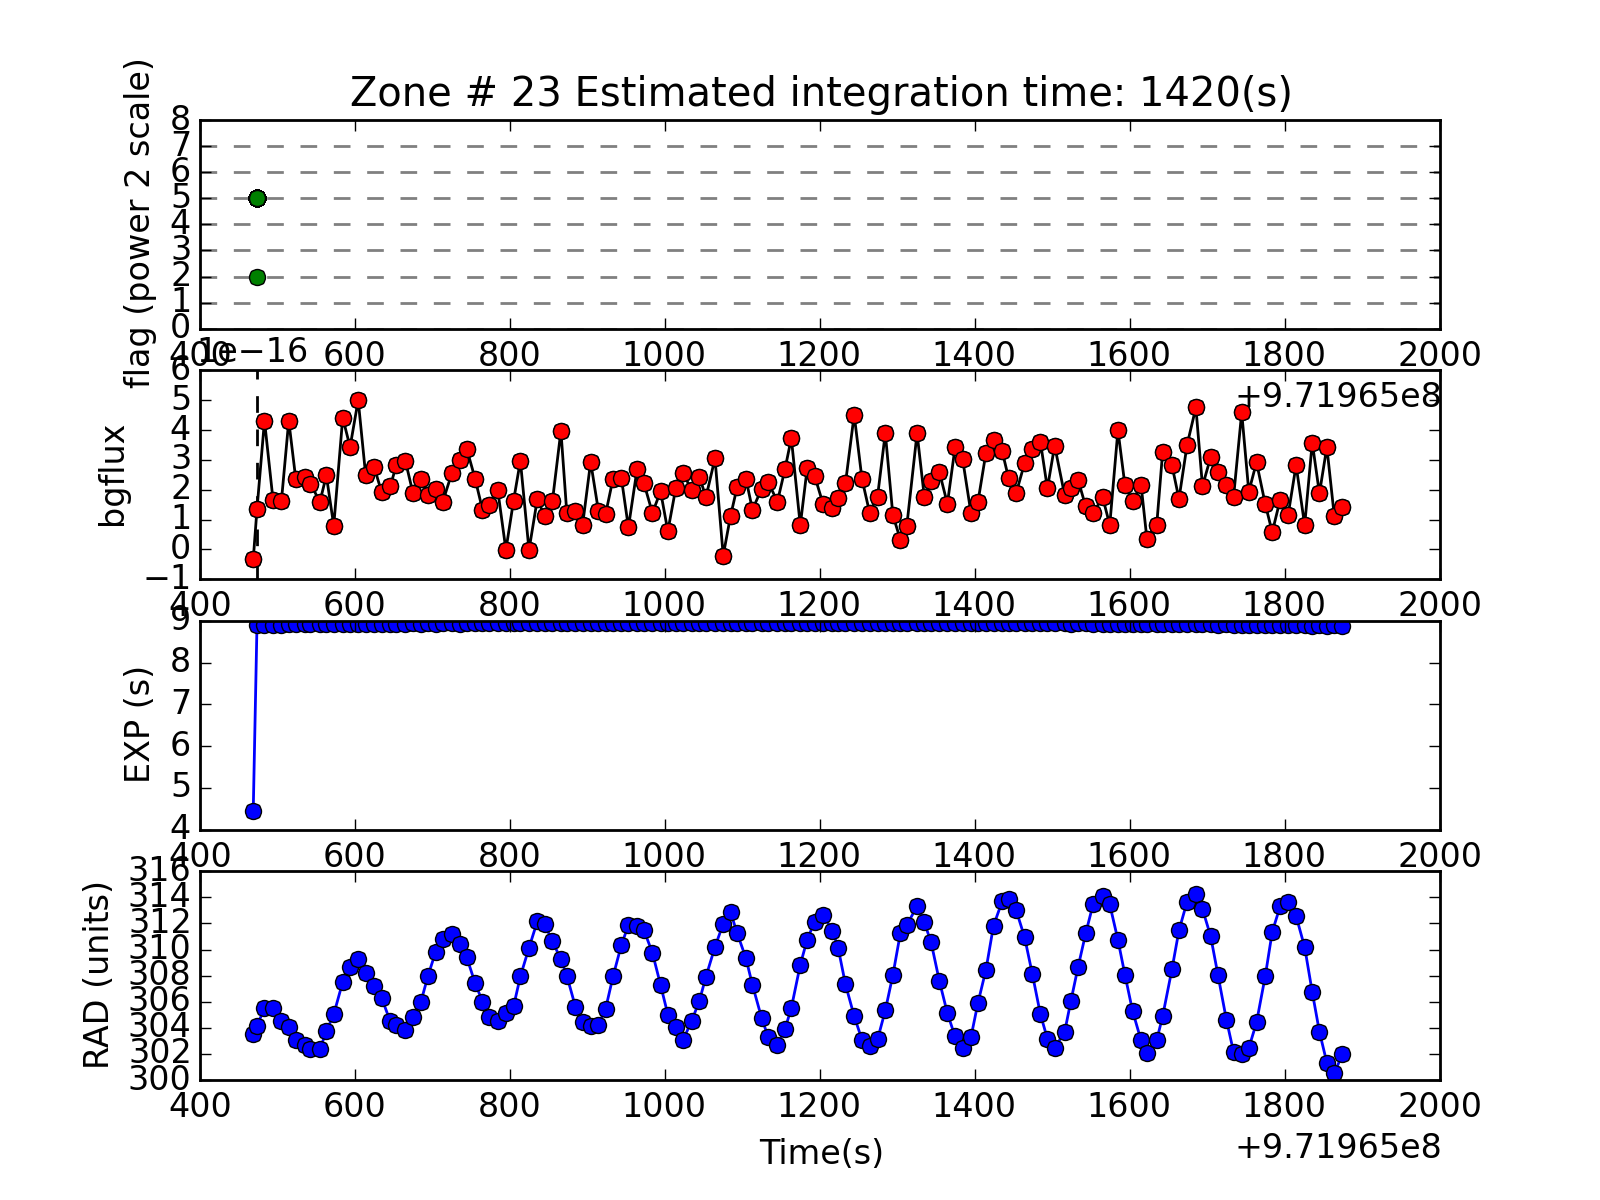 Zone # 23 Estimated integration time: 1420(s)
flag (power 2 scale)
8
7
6
5
4
3
2
1
0
400 600 800 1000 1200 1400 1600 1800 2000
1e−16
+9.71965e8
bgflux
6
5
4
3
2
1
0
−1
400 600 800 1000 1200 1400 1600 1800 2000
EXP (s)
9
8
7
6
5
4
400 600 800 1000 1200 1400 1600 1800 2000
RAD (units)
316
314
312
310
308
306
304
302
300
400 600 800 1000 1200 1400 1600 1800 2000
Time(s)
+9.71965e8